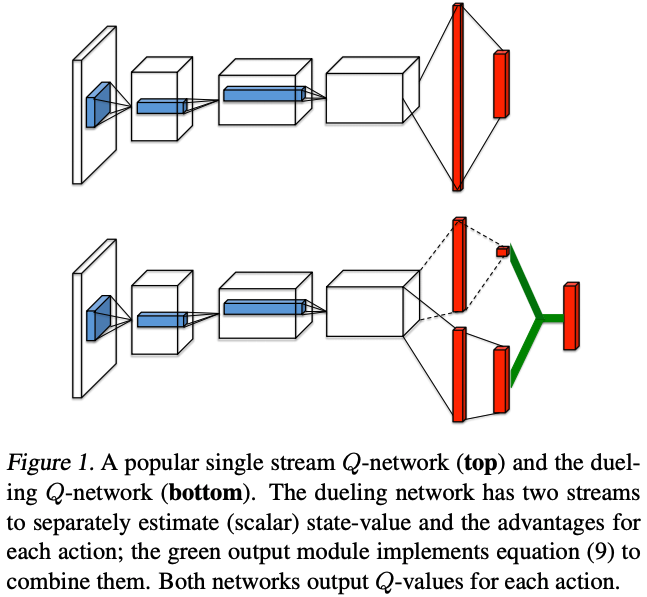 Figure 1. A popular single stream Q-network (top) and the duel-
ing Q-network (bottom). The dueling network has two streams
to separately estimate (scalar) state-value and the advantages for
each action; the green output module implements equation (9) to
combine them. Both networks output Q-values for each action.